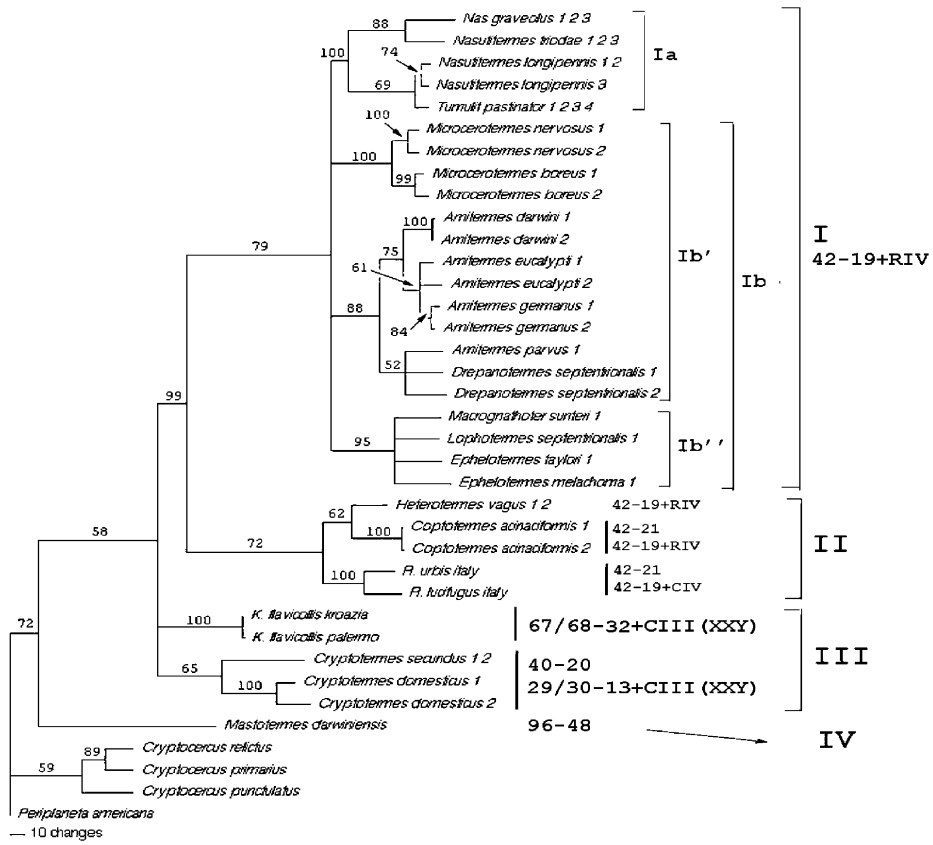 Nas graveolus 1 2 3
88
Nasutitermes triodae 1 2 3
74
Ia
100
Nasutitermes longipennis 1 2
69
Nasutitermes longipennis 3
Tumulit pastinator 1 2 3 4
100
Microcerotermes nervosus 1
Microcerotermes nervosus 2
100
99
Microcerotermes boreus 1
Microcerotermes boreus 2
100
Amitermes darwini 1
Amitermes darwini 2
I
42-19+RIV
79
75
Ib'
Ib
61
Amitermes eucalypti 1
Amitermes eucalypti 2
88
Amitermes germanus 1
84
Amitermes germanus 2
Amitermes parvus 1
52
Drepanotermes septentrionalis 1
Drepanotermes septentrionalis 2
99
Macrognathoter sunteri 1
95
Lophotermes septentrionalis 1
Ib''
Ephelotermes taylori 1
Ephelotermes melachoma 1
Heterotermes vagus 1 2 42-19+RIV
62
100
Coptotermes acinaciformis 1 42-21
Coptotermes acinaciformis 2 42-19+RIV
58
72
II
100
R. urbis italy 42-21
R. lucifugus italy 42-19+CIV
K. flavicollis kroazia
100
67/68-32+CIII(XXY)
K. flavicollis palermo
72
III
Cryptotermes secundus 1 2 40-20
65
100
Cryptotermes domesticus 1 29/30-13+CIII(XXY)
Cryptotermes domesticus 2
Mastotermes darwiniensis 96-48
IV
Cryptocercus relictus
89
59
Cryptocercus primarius
Cryptocercus punctulatus
Periplaneta americana
10 changes